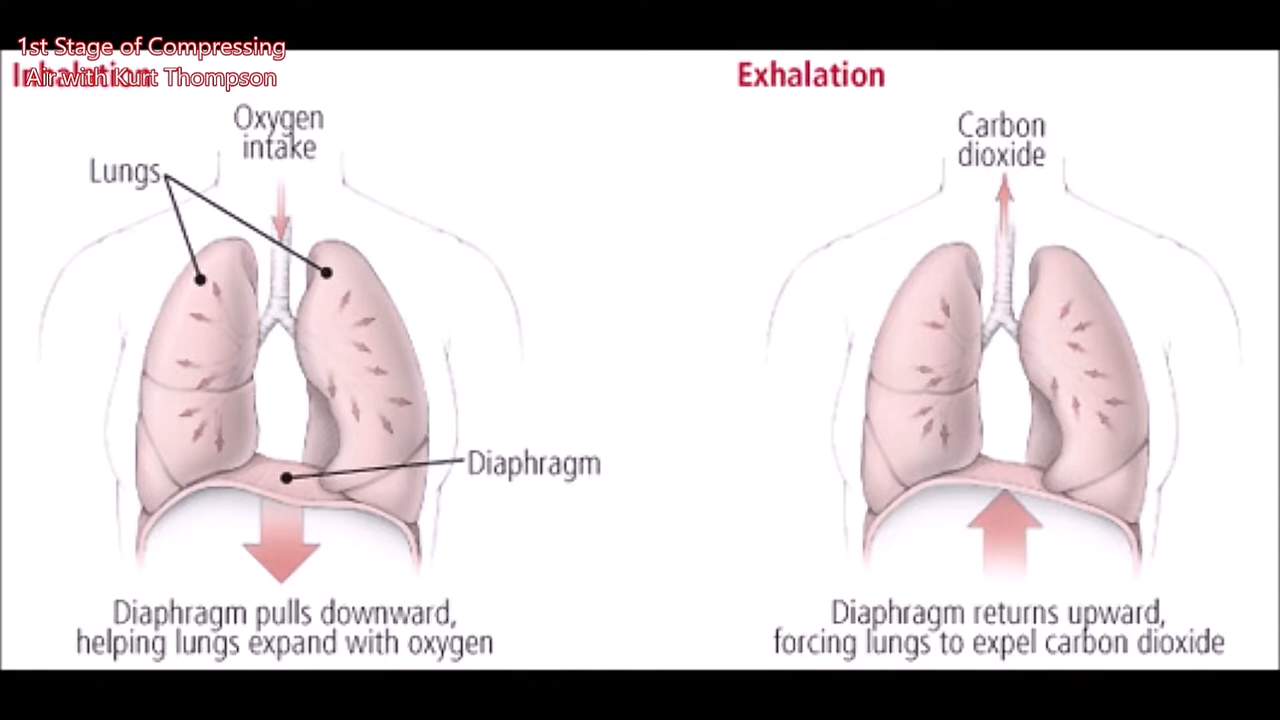 1st Stage of Compressing
Air with Kurt Thompson
Inhalation
Exhalation
Oxygen
intake
Lungs
Diaphragm
Diaphragm pulls downward,
helping lungs expand with oxygen
Carbon
dioxide
Diaphragm returns upward,
forcing lungs to expel carbon dioxide